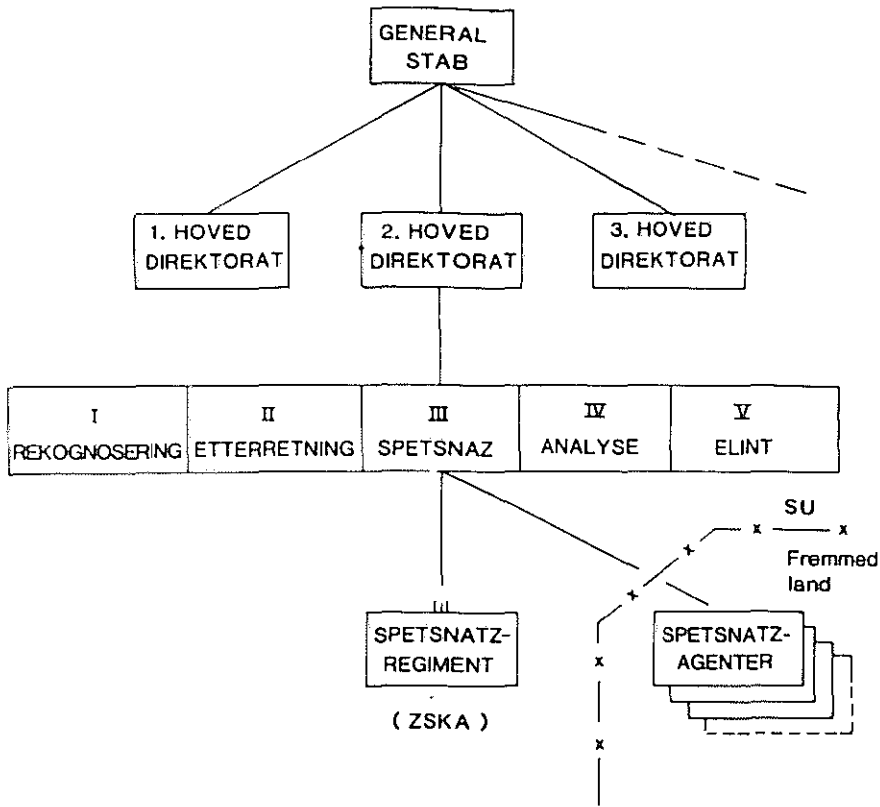 GENERAL
STAB
1. HOVED
DIREKTORAT
2. HOVED
DIREKTORAT
3. HOVED
DIREKTORAT
I
REKOGNOSERING
II
ETTERRETNING
III
SPETSNAZ
IV
ANALYSE
V
ELINT
SU
Fremmed
land
III
SPETSNATZ-
REGIMENT
(ZSKA)
SPETSNATZ-
AGENTER